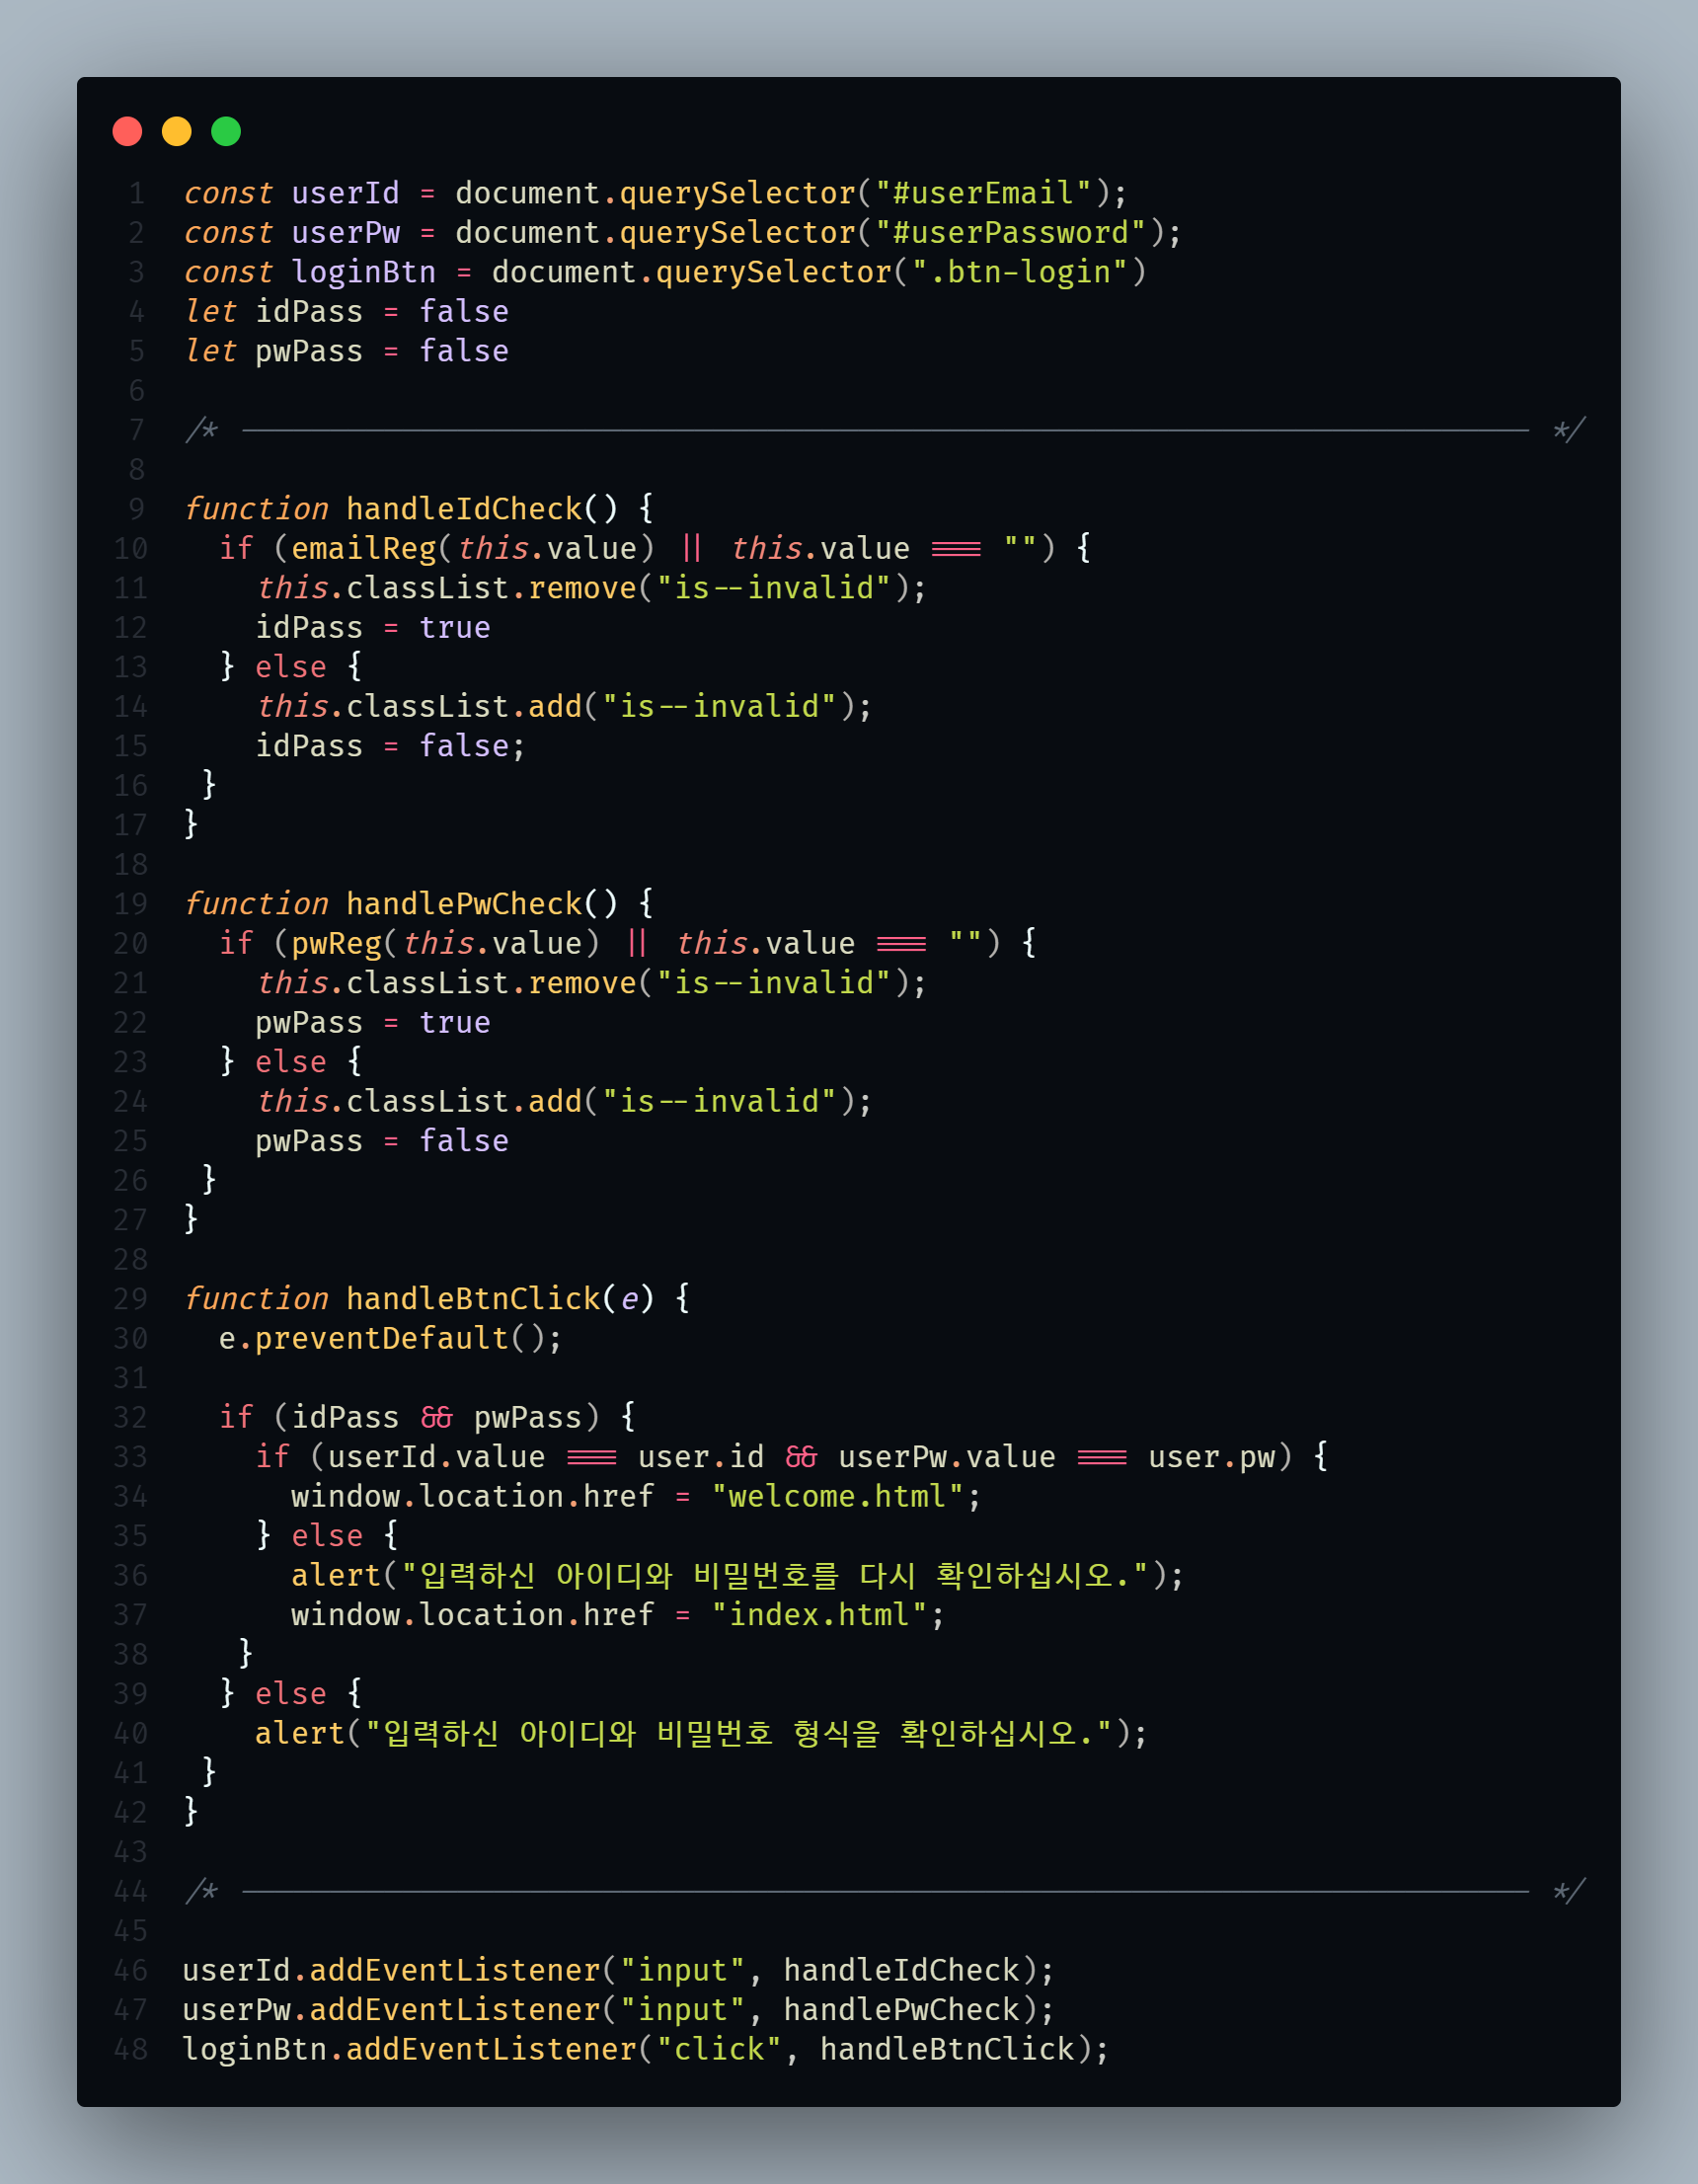 1 const userId = document.querySelector("#userEmail");
2 const userPw = document.querySelector("#userPassword");
3 const loginBtn = document.querySelector(".btn-login")
4 let idPass = false
5 let pwPass = false
6
7 /* ----------------------------------------------------------------------- */
8
9 function handleIdCheck() {
10   if (emailReg(this.value) || this.value === "") {
11     this.classList.remove("is--invalid");
12     idPass = true
13   } else {
14     this.classList.add("is--invalid");
15     idPass = false;
16  }
17 }
18
19 function handlePwCheck() {
20   if (pwReg(this.value) || this.value === "") {
21     this.classList.remove("is--invalid");
22     pwPass = true
23   } else {
24     this.classList.add("is--invalid");
25     pwPass = false
26  }
27 }
28
29 function handleBtnClick(e) {
30   e.preventDefault();
31
32   if (idPass && pwPass) {
33     if (userId.value === user.id && userPw.value === user.pw) {
34       window.location.href = "welcome.html";
35     } else {
36       alert("입력하신 아이디와 비밀번호를 다시 확인하십시오.");
37       window.location.href = "index.html";
38    }
39   } else {
40     alert("입력하신 아이디와 비밀번호 형식을 확인하십시오.");
41  }
42 }
43
44 /* ----------------------------------------------------------------------- */
45
46 userId.addEventListener("input", handleIdCheck);
47 userPw.addEventListener("input", handlePwCheck);
48 loginBtn.addEventListener("click", handleBtnClick);